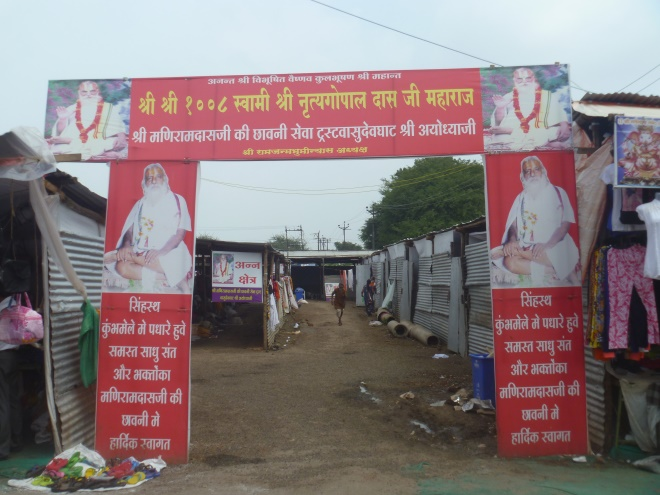 अनन्त श्री विभूषित वैष्णव कुलभूषण श्री महान्त
श्री श्री १००८ स्वामी श्री नृत्यगोपाल दास जी महाराज
श्री मणिरामदासजी की छावनी सेवा ट्रस्टवासुदेवघाट श्री अयोध्याजी
श्री रामजन्मभुमीन्यास अध्यक्ष
सिंहस्थ
कुंभमेले मे पधारे हुवे
समस्त साधु संत
और भक्तोंका
मणिरामदासजी की
छावनी मे
हार्दिक स्वागत
अन्न
क्षेत्र
सिंहस्थ
कुंभमेले मे पधारे हुवे
समस्त साधु संत
और भक्तोंका
मणिरामदासजी की
छावनी मे
हार्दिक स्वागत